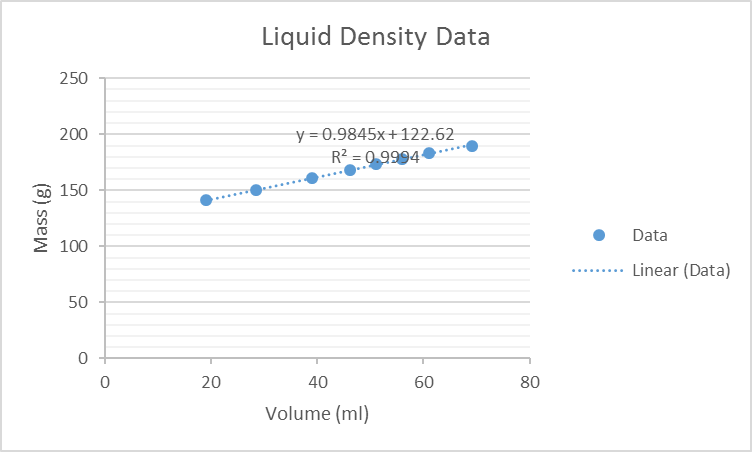 Liquid Density Data
250
200
150
100
50
0
Mass (g)
y = 0.9845x + 122.62
R² = 0.9994
0 20 40 60 80
Volume (ml)
Data
Linear (Data)